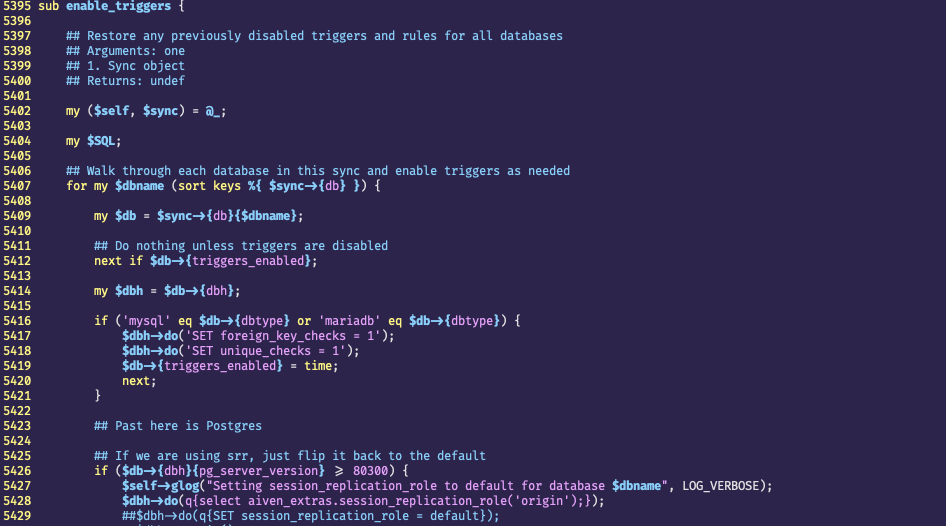 5395 sub enable_triggers {
5396
5397     ## Restore any previously disabled triggers and rules for all databases
5398     ## Arguments: one
5399     ## 1. Sync object
5400     ## Returns: undef
5401
5402     my ($self, $sync) = @_;
5403
5404     my $SQL;
5405
5406     ## Walk through each database in this sync and enable triggers as needed
5407     for my $dbname (sort keys %{ $sync->{db} }) {
5408
5409         my $db = $sync->{db}{$dbname};
5410
5411         ## Do nothing unless triggers are disabled
5412         next if $db->{triggers_enabled};
5413
5414         my $dbh = $db->{dbh};
5415
5416         if ('mysql' eq $db->{dbtype} or 'mariadb' eq $db->{dbtype}) {
5417             $dbh->do('SET foreign_key_checks = 1');
5418             $dbh->do('SET unique_checks = 1');
5419             $db->{triggers_enabled} = time;
5420             next;
5421         }
5422
5423         ## Past here is Postgres
5424
5425         ## If we are using srr, just flip it back to the default
5426         if ($db->{dbh}{pg_server_version} >= 80300) {
5427             $self->glog("Setting session_replication_role to default for database $dbname", LOG_VERBOSE);
5428             $dbh->do(q{select aiven_extras.session_replication_role('origin');});
5429             ##$dbh->do(q{SET session_replication_role = default});